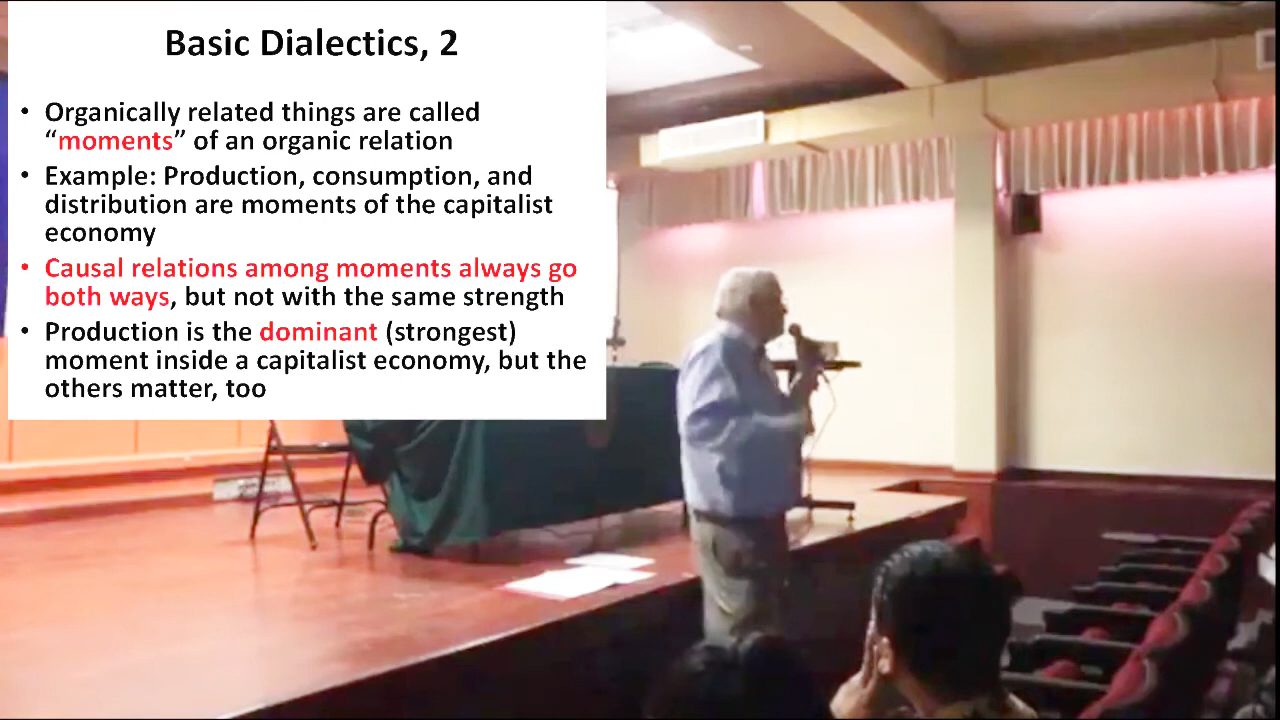 Basic Dialectics, 2
• Organically related things are called
“moments” of an organic relation
• Example: Production, consumption, and
distribution are moments of the capitalist
economy
• Causal relations among moments always go
both ways, but not with the same strength
• Production is the dominant (strongest)
moment inside a capitalist economy, but the
others matter, too